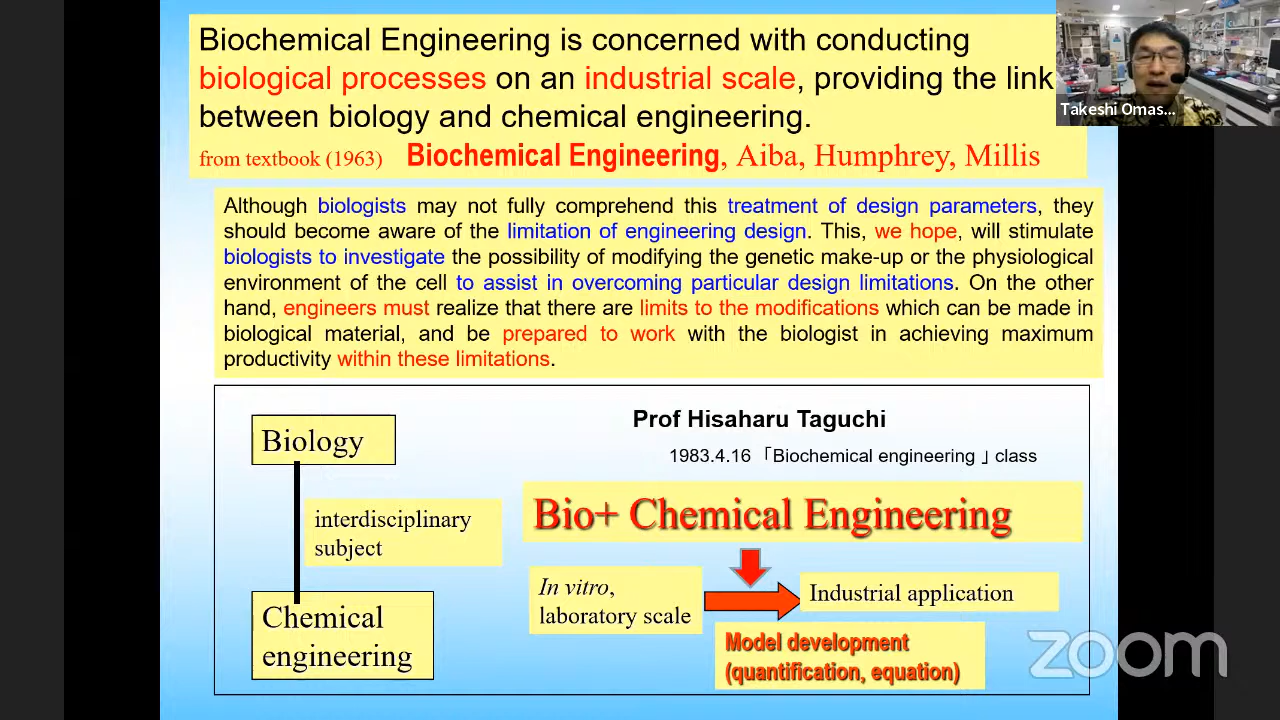 Biochemical Engineering is concerned with conducting
biological processes on an industrial scale, providing the link
between biology and chemical engineering.
from textbook (1963) Biochemical Engineering, Aiba, Humphrey, Millis
Takeshi Omas...
Although biologists may not fully comprehend this treatment of design parameters, they
should become aware of the limitation of engineering design. This, we hope, will stimulate
biologists to investigate the possibility of modifying the genetic make-up or the physiological
environment of the cell to assist in overcoming particular design limitations. On the other
hand, engineers must realize that there are limits to the modifications which can be made in
biological material, and be prepared to work with the biologist in achieving maximum
productivity within these limitations.
Biology
interdisciplinary
subject
Chemical
engineering
Prof Hisaharu Taguchi
1983.4.16 「Biochemical engineering 」class
Bio+ Chemical Engineering
In vitro,
laboratory scale
Industrial application
Model development
(quantification, equation)
zoom